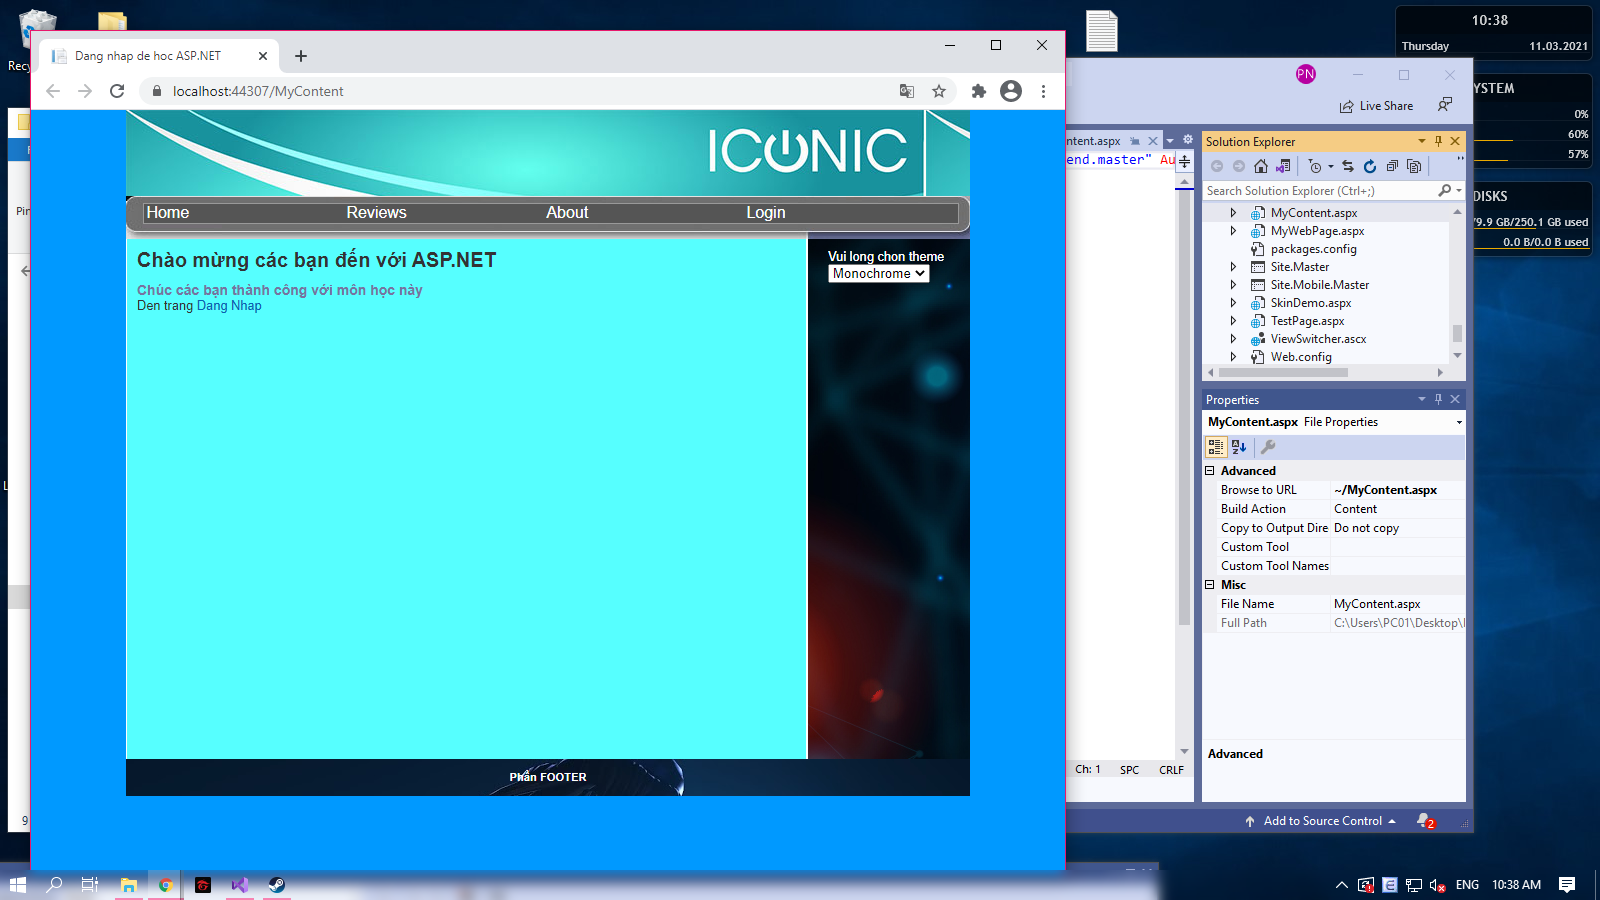 Recy
Pin
L
9
Dang nhap de hoc ASP.NET
localhost:44307/MyContent
ICONIC
Home Reviews About Login
Chào mừng các bạn đến với ASP.NET
Chúc các bạn thành công với môn học này
Den trang Dang Nhap
Vui long chon theme
Monochrome
Phần FOOTER
10:38
Thursday 11.03.2021
YSTEM
0%
60%
57%
DISKS
79.9 GB/250.1 GB used
0.0 B/0.0 B used
PN
Live Share
ntent.aspx
end.master" Au
Ch: 1 SPC CRLF
Solution Explorer
Search Solution Explorer (Ctrl+;)
MyContent.aspx
MyWebPage.aspx
packages.config
Site.Master
Site.Mobile.Master
SkinDemo.aspx
TestPage.aspx
ViewSwitcher.ascx
Web.config
Properties
MyContent.aspx File Properties
Advanced
Browse to URL ~/MyContent.aspx
Build Action Content
Copy to Output Dire Do not copy
Custom Tool
Custom Tool Names
Misc
File Name MyContent.aspx
Full Path C:\Users\PC01\Desktop\
Advanced
Add to Source Control
2
ENG 10:38 AM